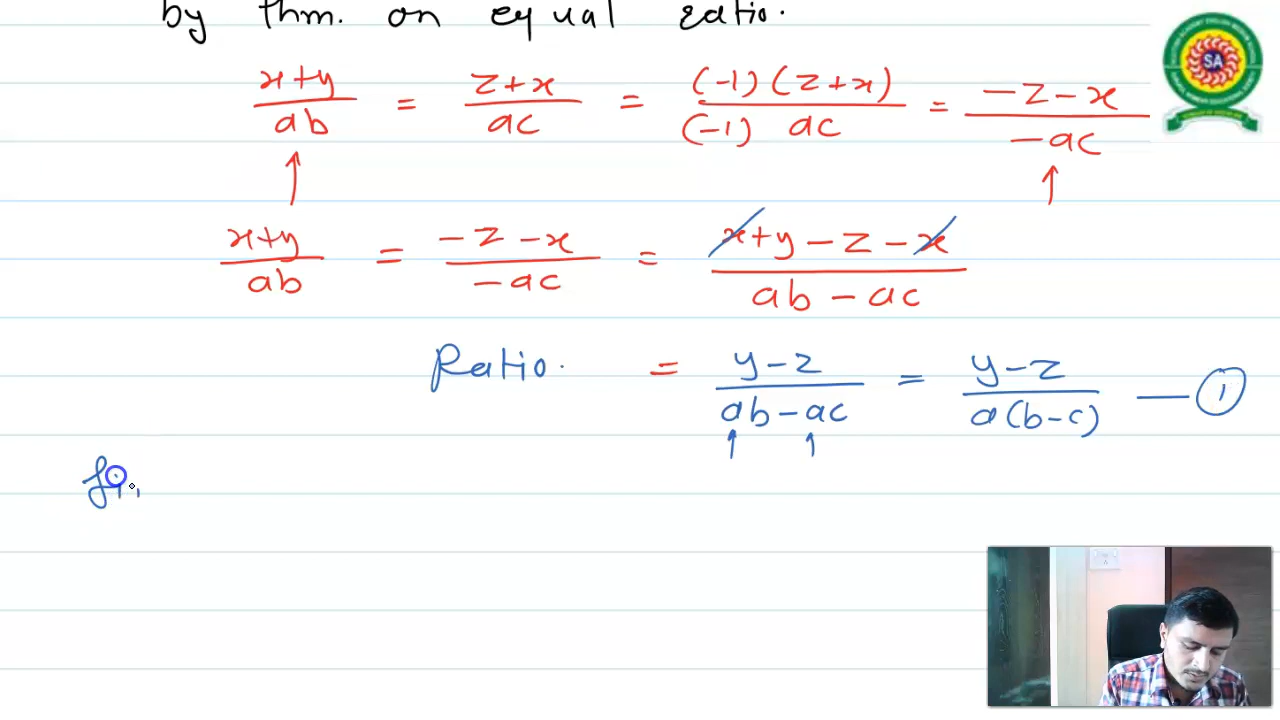 by thm. on equal ratio.
x+y/ab = z+x/ac = (-1)(z+x)/(-1) ac = -z-x/-ac
x+y/ab = -z-x/-ac = x+y-z-x/ab-ac
Ratio. = y-z/ab-ac = y-z/a(b-c) — 1
SA